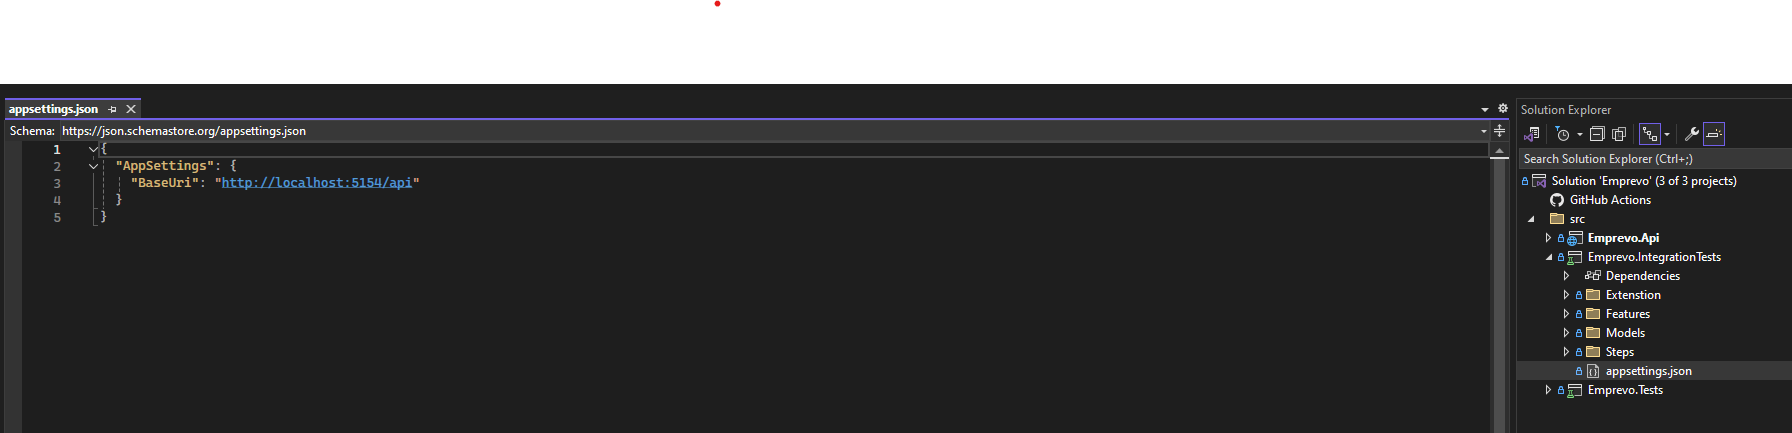 appsettings.json
Schema: https://json.schemastore.org/appsettings.json
1 {
2 "AppSettings": {
3 "BaseUri": "http://localhost:5154/api"
4 }
5 }
Solution Explorer
Search Solution Explorer (Ctrl+;)
Solution 'Emprevo' (3 of 3 projects)
GitHub Actions
src
Emprevo.Api
Emprevo.IntegrationTests
Dependencies
Extenstion
Features
Models
Steps
appsettings.json
Emprevo.Tests